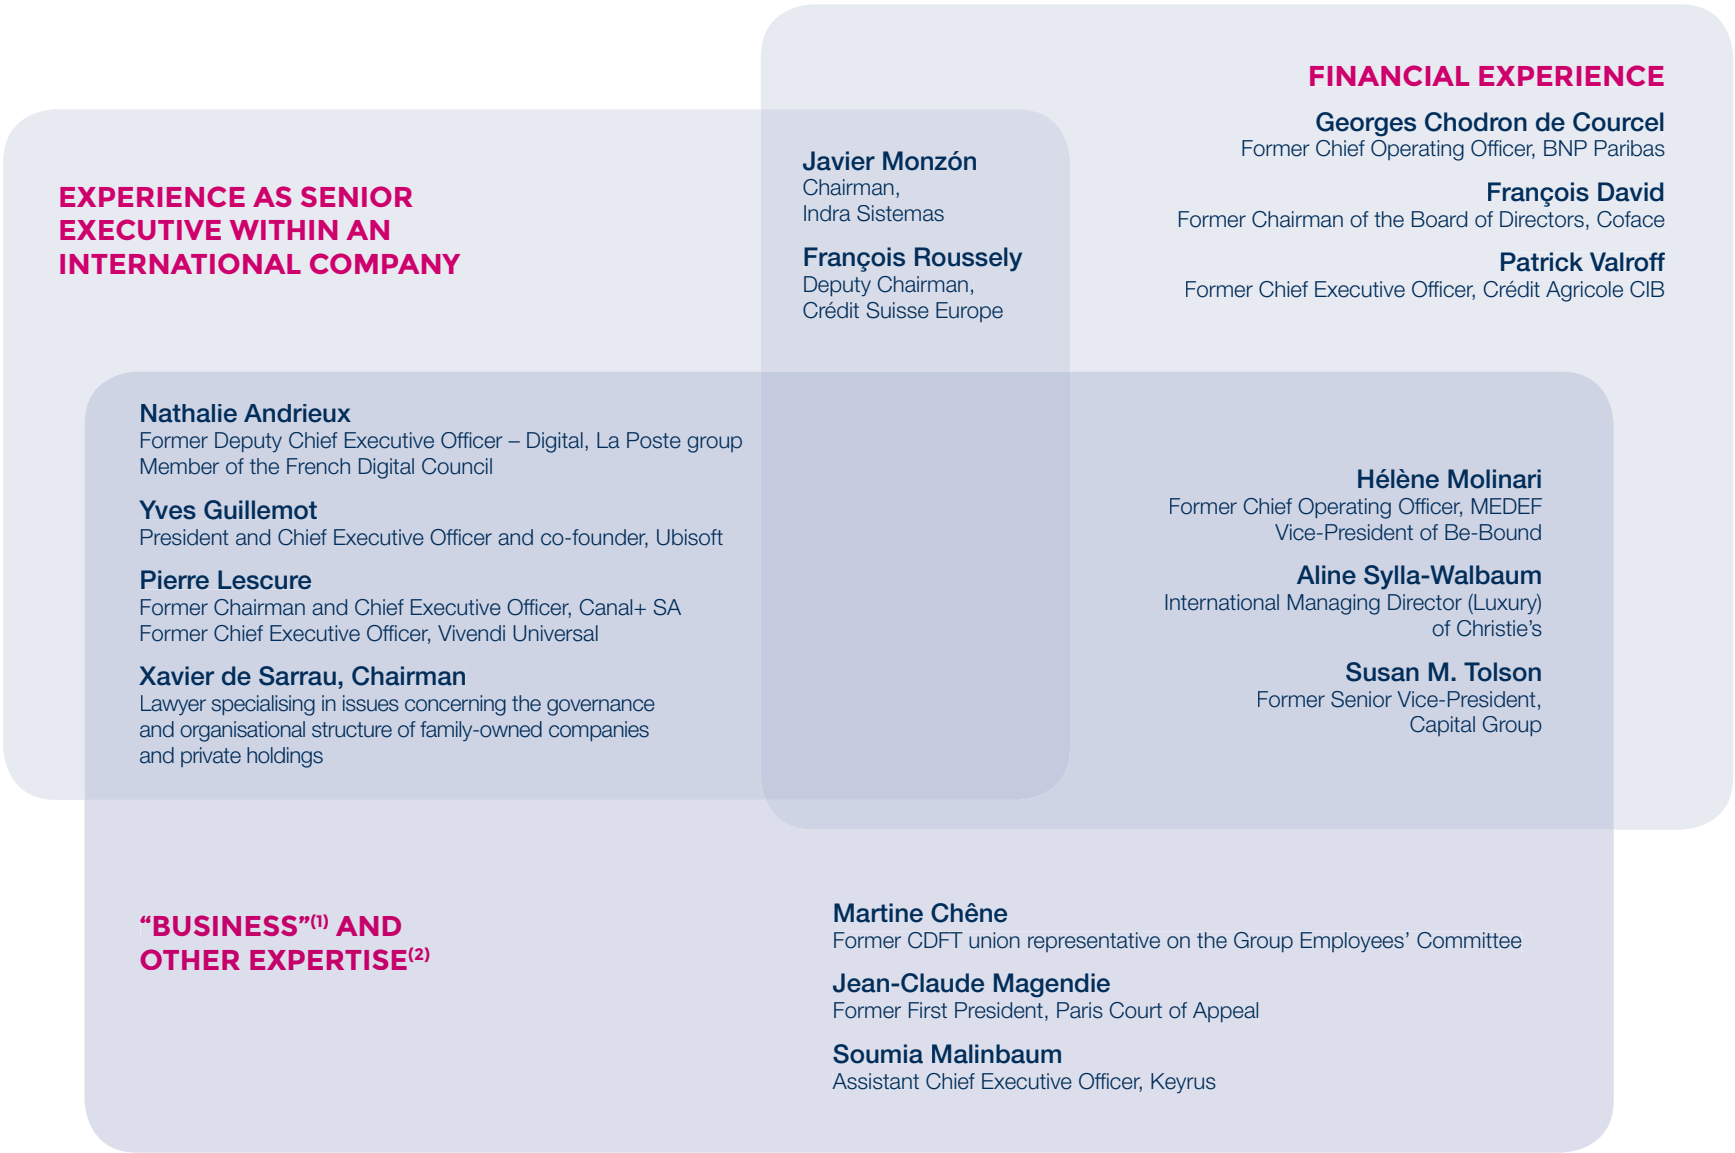 FINANCIAL EXPERIENCE
Georges Chodron de Courcel
Former Chief Operating Officer, BNP Paribas
François David
Former Chairman of the Board of Directors, Coface
Patrick Valroff
Former Chief Executive Officer, Crédit Agricole CIB
EXPERIENCE AS SENIOR
EXECUTIVE WITHIN AN
INTERNATIONAL COMPANY
Javier Monzón
Chairman,
Indra Sistemas
François Roussely
Deputy Chairman,
Crédit Suisse Europe
Nathalie Andrieux
Former Deputy Chief Executive Officer – Digital, La Poste group
Member of the French Digital Council
Yves Guillemot
President and Chief Executive Officer and co-founder, Ubisoft
Pierre Lescure
Former Chairman and Chief Executive Officer, Canal+ SA
Former Chief Executive Officer, Vivendi Universal
Xavier de Sarrau, Chairman
Lawyer specialising in issues concerning the governance
and organisational structure of family-owned companies
and private holdings
Hélène Molinari
Former Chief Operating Officer, MEDEF
Vice-President of Be-Bound
Aline Sylla-Walbaum
International Managing Director (Luxury)
of Christie’s
Susan M. Tolson
Former Senior Vice-President,
Capital Group
“BUSINESS”(1) AND
OTHER EXPERTISE(2)
Martine Chêne
Former CDFT union representative on the Group Employees’ Committee
Jean-Claude Magendie
Former First President, Paris Court of Appeal
Soumia Malinbaum
Assistant Chief Executive Officer, Keyrus